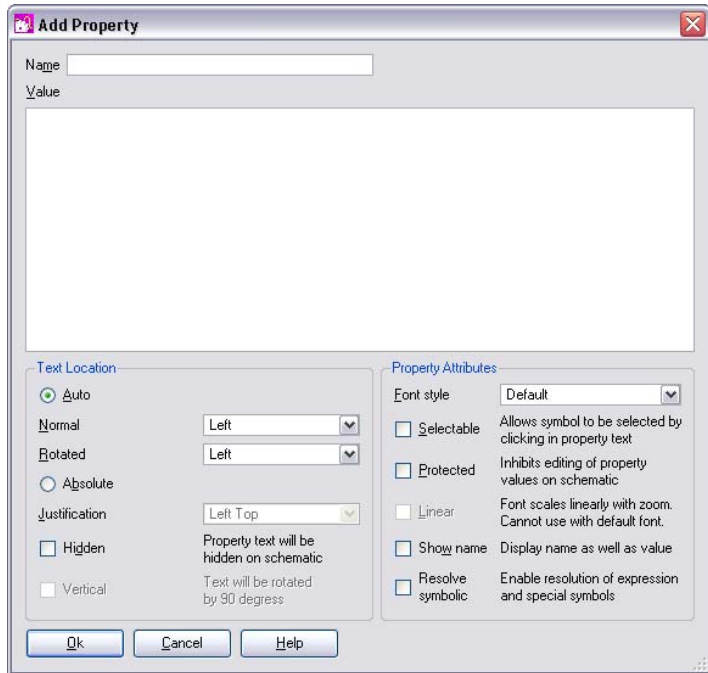 Add Property
Name
Value
Text Location
Auto
Normal Left
Rotated Left
Absolute
Justification Left Top
Hidden Property text will be
hidden on schematic
Vertical Text will be rotated
by 90 degress
Property Attributes
Font style Default
Selectable Allows symbol to be selected by
clicking in property text
Protected Inhibits editing of property
values on schematic
Linear Font scales linearly with zoom.
Cannot use with default font.
Show name Display name as well as value
Resolve symbolic Enable resolution of expression
and special symbols
Ok Cancel Help